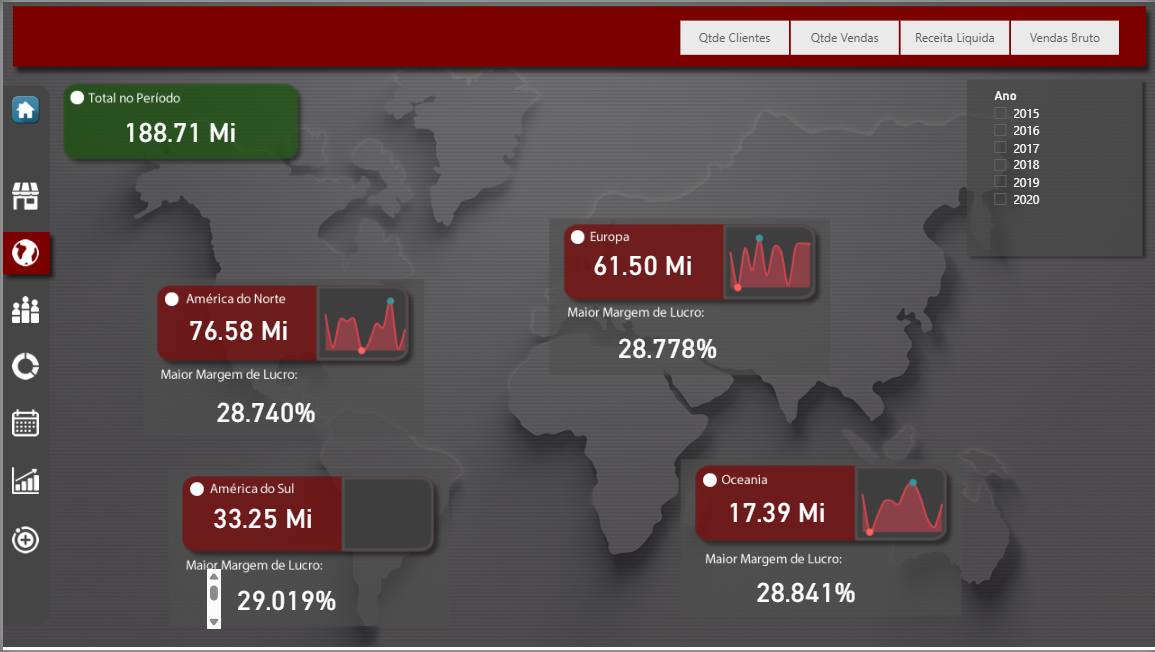 Qtde Clientes
Qtde Vendas
Receita Liquida
Vendas Bruto
Total no Período
188.71 Mi
Ano
2015
2016
2017
2018
2019
2020
Europa
61.50 Mi
Maior Margem de Lucro:
28.778%
América do Norte
76.58 Mi
Maior Margem de Lucro:
28.740%
América do Sul
33.25 Mi
Maior Margem de Lucro:
29.019%
Oceania
17.39 Mi
Maior Margem de Lucro:
28.841%